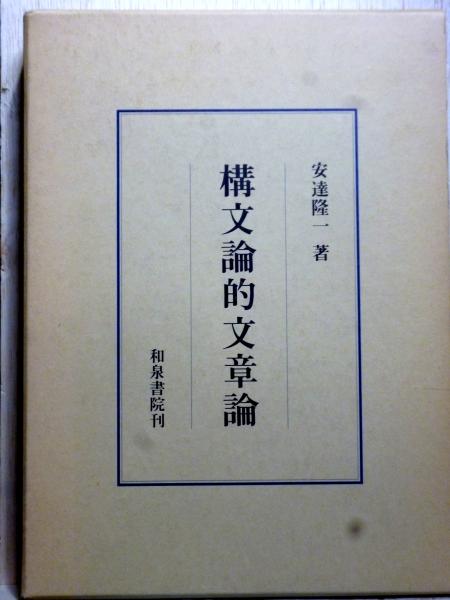 安達隆一 著
構文論的文章論
和泉書院刊